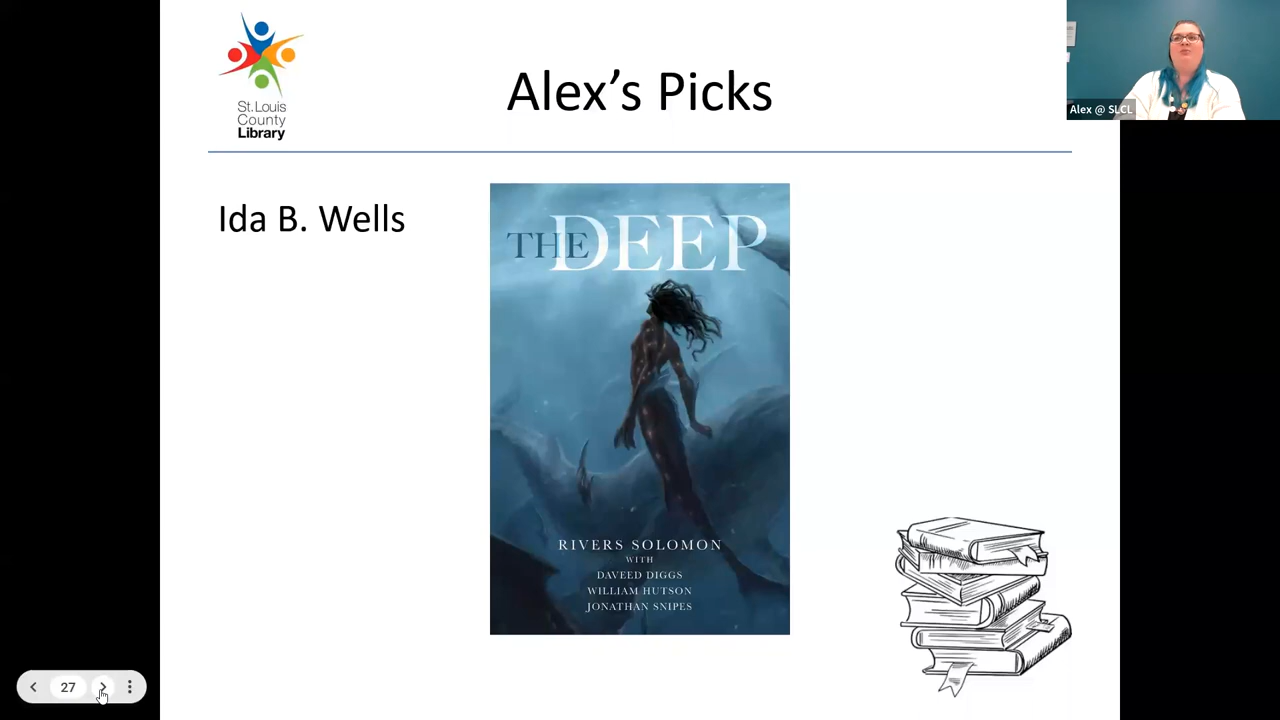 St.Louis
County
Library
Alex's Picks
Alex @ SLCL
Ida B. Wells
THE DEEP
RIVERS SOLOMON
WITH
DAVEED DIGGS
WILLIAM HUTSON
JONATHAN SNIPES
27